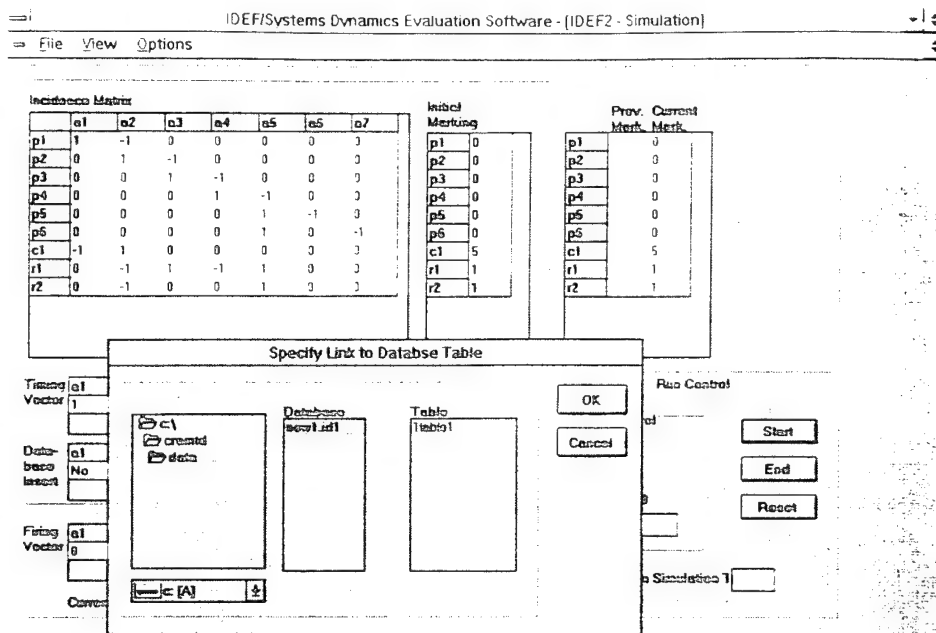 IDEF/Systems Dynamics Evaluation Software - [IDEF2 - Simulation]
File View Options
Incidence Matrix
a1 a2 a3 a4 a5 a6 a7
p1 1 -1 0 0 0 0 0
p2 0 1 -1 0 0 0 0
p3 0 0 1 -1 0 0 0
p4 0 0 0 1 -1 0 0
p5 0 0 0 0 1 -1 0
p6 0 0 0 0 1 0 -1
c1 -1 1 0 0 0 0 0
r1 0 -1 1 -1 1 0 0
r2 0 -1 0 0 1 0 0
Initial
Marking
p1 0
p2 0
p3 0
p4 0
p5 0
p6 0
c1 5
r1 1
r2 1
Prev. Current
Mark. Mark.
p1 0
p2 0
p3 0
p4 0
p5 0
p6 0
c1 5
r1 1
r2 1
Specify Link to Databse Table
c:\
data
Database
Table
Table1
c [A]
OK
Cancel
Timing
Vector
a1
1
Data-
base
Insert
a1
No
Firing
Vector
a1
0
Run Control
Start
End
Reset
Simulation T